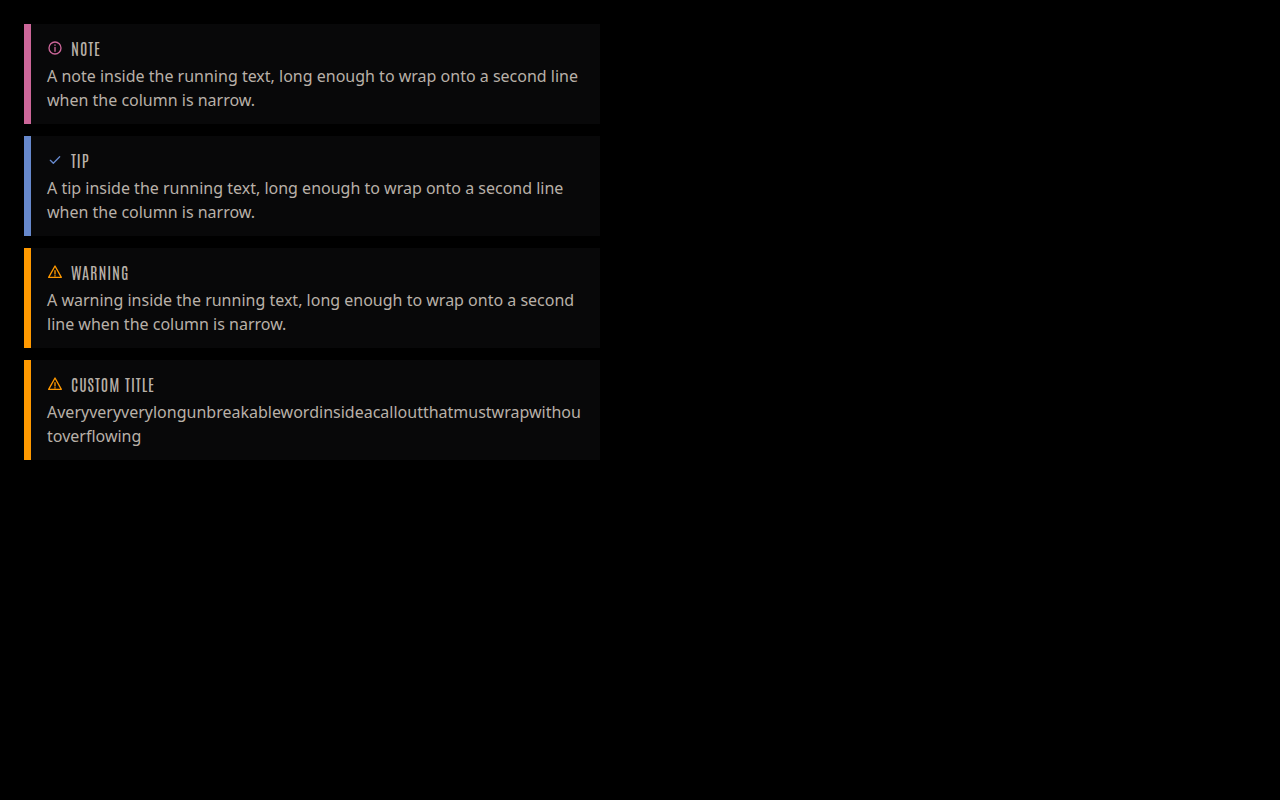 NOTE
A note inside the running text, long enough to wrap onto a second line
when the column is narrow.
TIP
A tip inside the running text, long enough to wrap onto a second line
when the column is narrow.
WARNING
A warning inside the running text, long enough to wrap onto a second
line when the column is narrow.
CUSTOM TITLE
Averyveryverylongunbreakablewordinsideacalloutthatmustwrapwithou
toverflowing